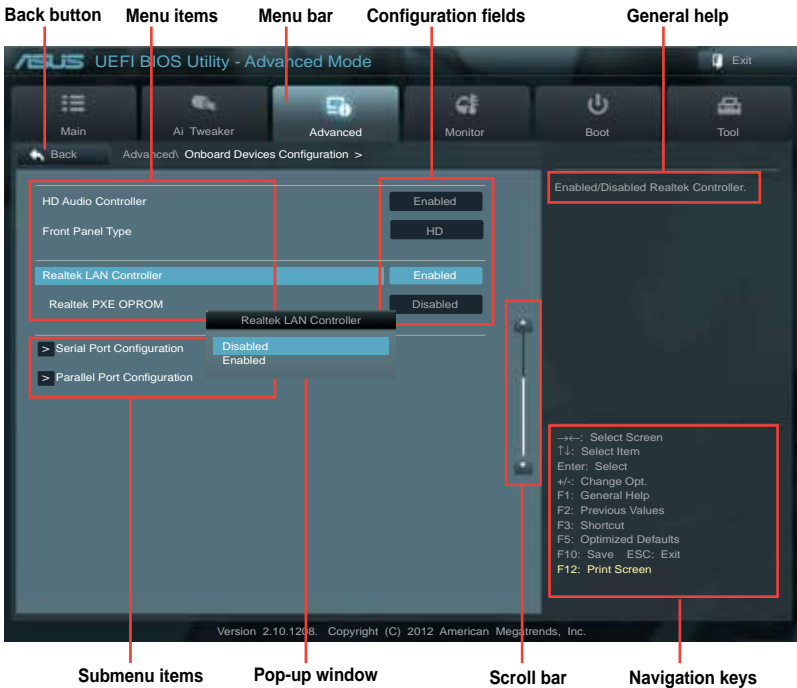 Back button Menu items Menu bar Configuration fields General help
ASUS UEFI BIOS Utility - Advanced Mode Exit
Main Ai Tweaker Advanced Monitor Boot Tool
Back Advanced\ Onboard Devices Configuration >
Enabled/Disabled Realtek Controller.
HD Audio Controller Enabled
Front Panel Type HD
Realtek LAN Controller Enabled
Realtek PXE OPROM Disabled
Realtek LAN Controller
Disabled
Enabled
> Serial Port Configuration
> Parallel Port Configuration
→←: Select Screen
↑↓: Select Item
Enter: Select
+/-: Change Opt.
F1: General Help
F2: Previous Values
F3: Shortcut
F5: Optimized Defaults
F10: Save ESC: Exit
F12: Print Screen
Version 2.10.1208. Copyright (C) 2012 American Megatrends, Inc.
Submenu items Pop-up window Scroll bar Navigation keys